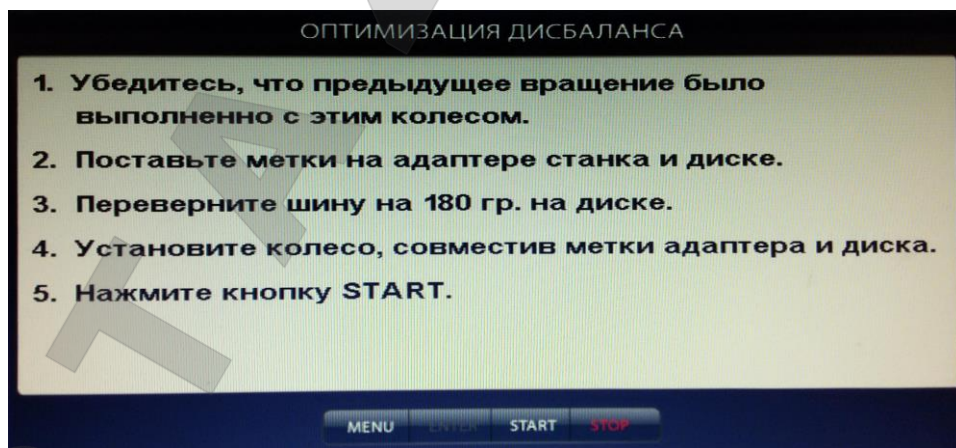 ОПТИМИЗАЦИЯ ДИСБАЛАНСА
1. Убедитесь, что предыдущее вращение было
выполненно с этим колесом.
2. Поставьте метки на адаптере станка и диске.
3. Переверните шину на 180 гр. на диске.
4. Установите колесо, совместив метки адаптера и диска.
5. Нажмите кнопку START.
MENU ENTER START STOP